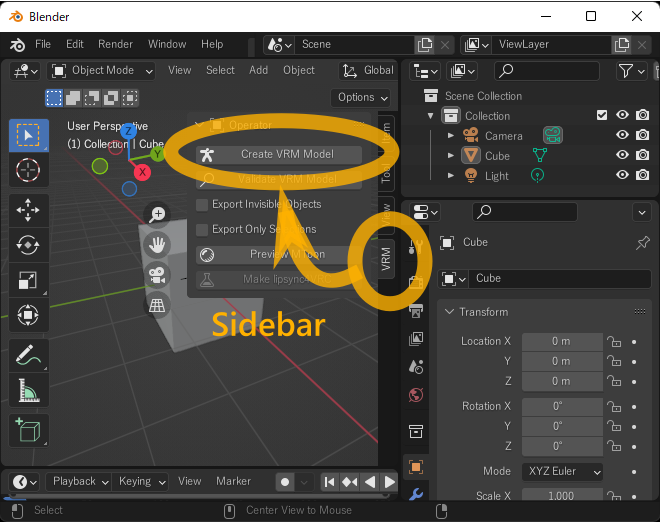 Blender
File Edit Render Window Help Scene ViewLayer
Object Mode View Select Add Object Global
Options
User Perspective
(1) Collection | Cube
Z
Y
X
Operator
Create VRM Model
Validate VRM Model
Export Invisible Objects
Export Only Selections
Preview MToon
Make lipsync4
Item
Tool
View
VRM
Sidebar
Playback Keying View Marker
Scene Collection
Collection
Camera
Cube
Light
Cube
Cube
Transform
Location X 0 m
Y 0 m
Z 0 m
Rotation X 0°
Y 0°
Z 0°
Mode XYZ Euler
Scale X 1.000
Select Center View to Mouse